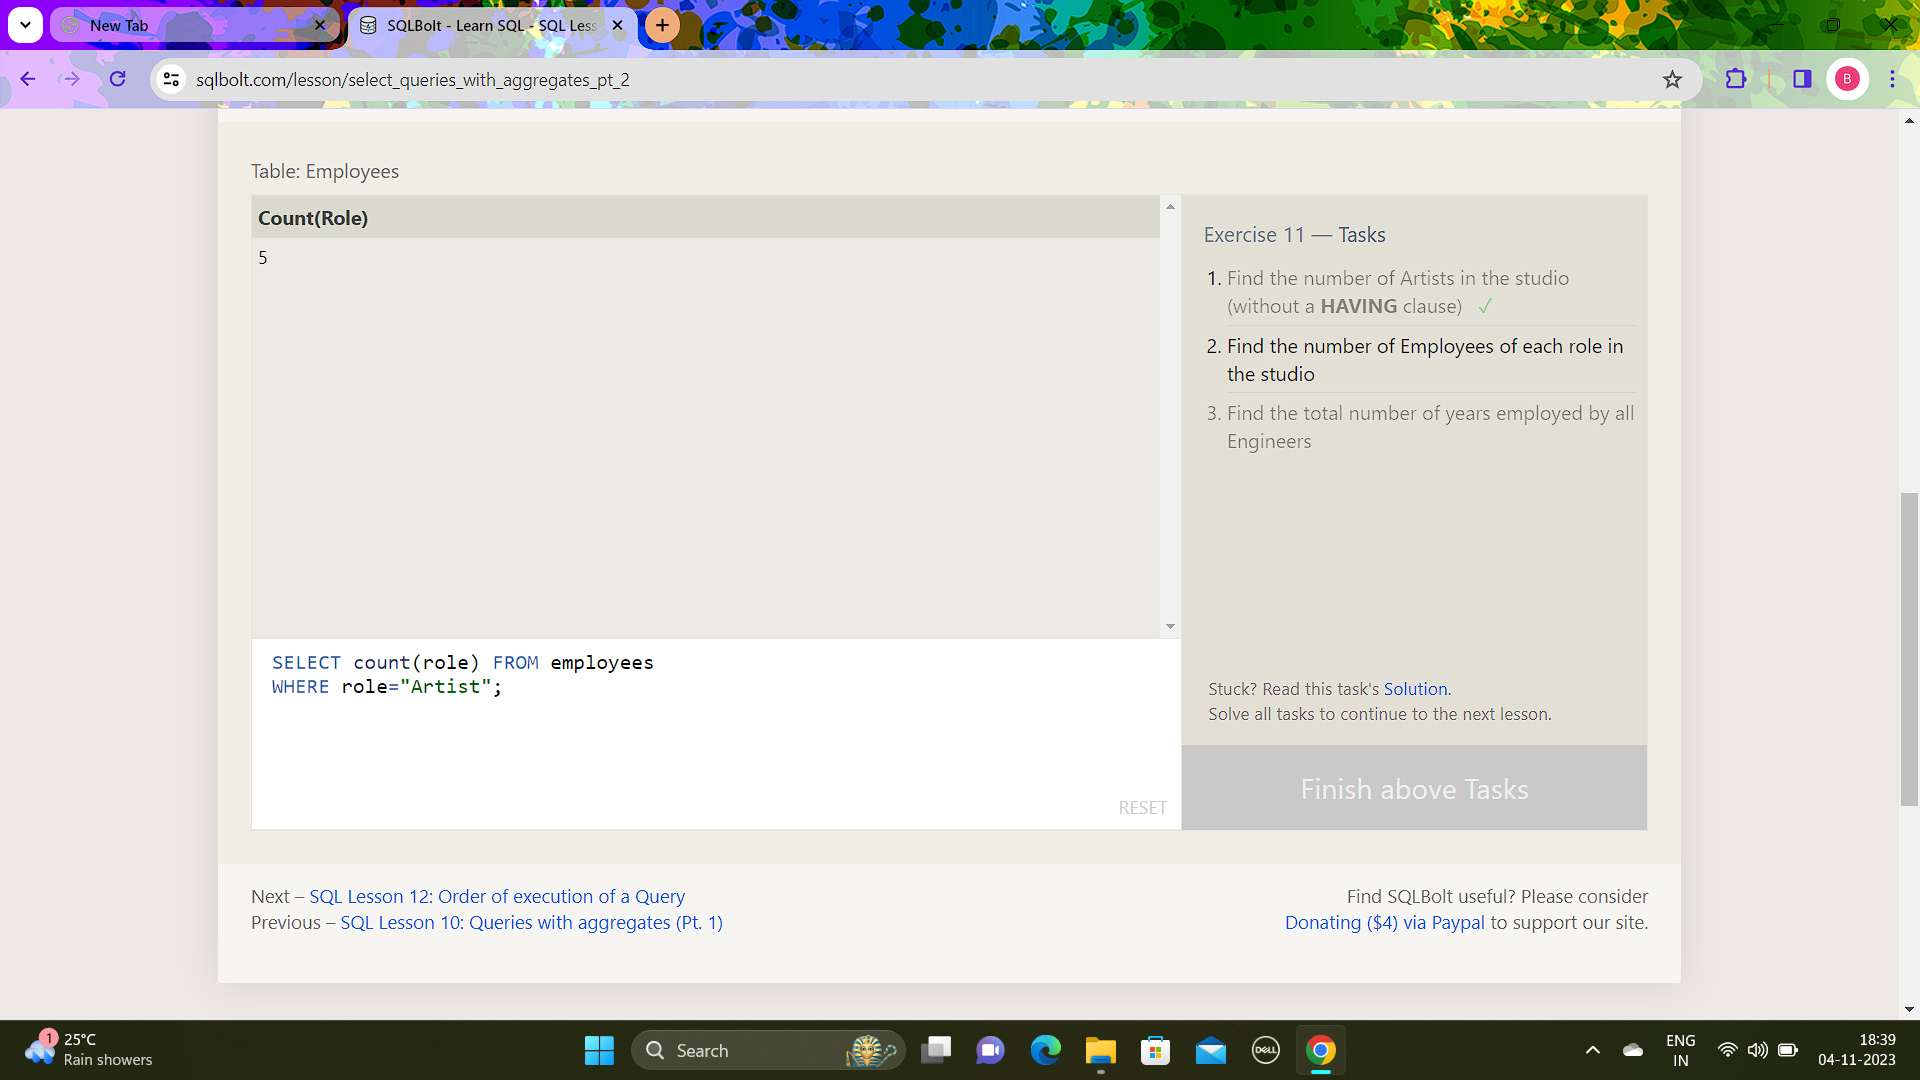 New Tab
SQLBolt - Learn SQL - SQL Less
sqlbolt.com/lesson/select_queries_with_aggregates_pt_2
B
Table: Employees
Count(Role)
5
Exercise 11 — Tasks
1. Find the number of Artists in the studio
(without a HAVING clause) ✓
2. Find the number of Employees of each role in
the studio
3. Find the total number of years employed by all
Engineers
SELECT count(role) FROM employees
WHERE role="Artist";
RESET
Stuck? Read this task's Solution.
Solve all tasks to continue to the next lesson.
Finish above Tasks
Next – SQL Lesson 12: Order of execution of a Query
Previous – SQL Lesson 10: Queries with aggregates (Pt. 1)
Find SQLBolt useful? Please consider
Donating ($4) via Paypal to support our site.
1
25°C
Rain showers
Search
DELL
ENG
IN
18:39
04-11-2023